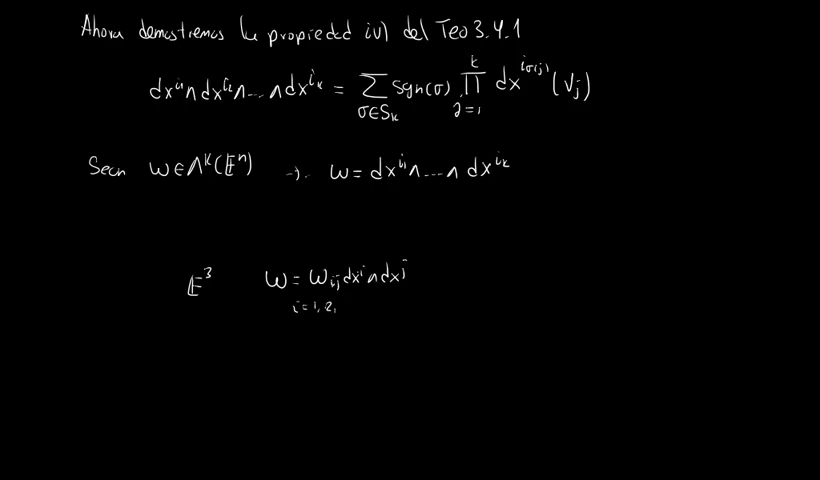 Ahora demostremos la propiedad iv) del Teo 3.4.1
dx^{i_1} ∧ dx^{i_2} ∧ ... ∧ dx^{i_k} = ∑_{σ∈S_k} sgn(σ) ∏_{j=1}^{k} dx^{i_{σ(j)}} (v_j)
Sean ω ∈ Λ^k(𝔼^n) → ω = dx^{i_1} ∧ ... ∧ dx^{i_k}
𝔼^3 ω = ω_{ij} dx^i ∧ dx^j
i = 1, 2,